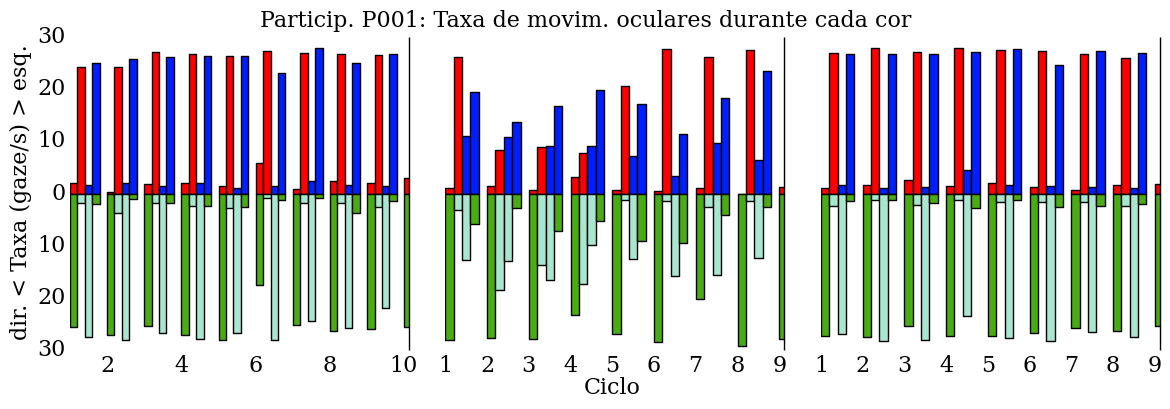 Particip. P001: Taxa de movim. oculares durante cada cor
dir. < Taxa (gaze/s) > esq.
30
20
10
0
10
20
30
2 4 6 8 10
1 2 3 4 5 6 7 8 9
1 2 3 4 5 6 7 8 9
Ciclo